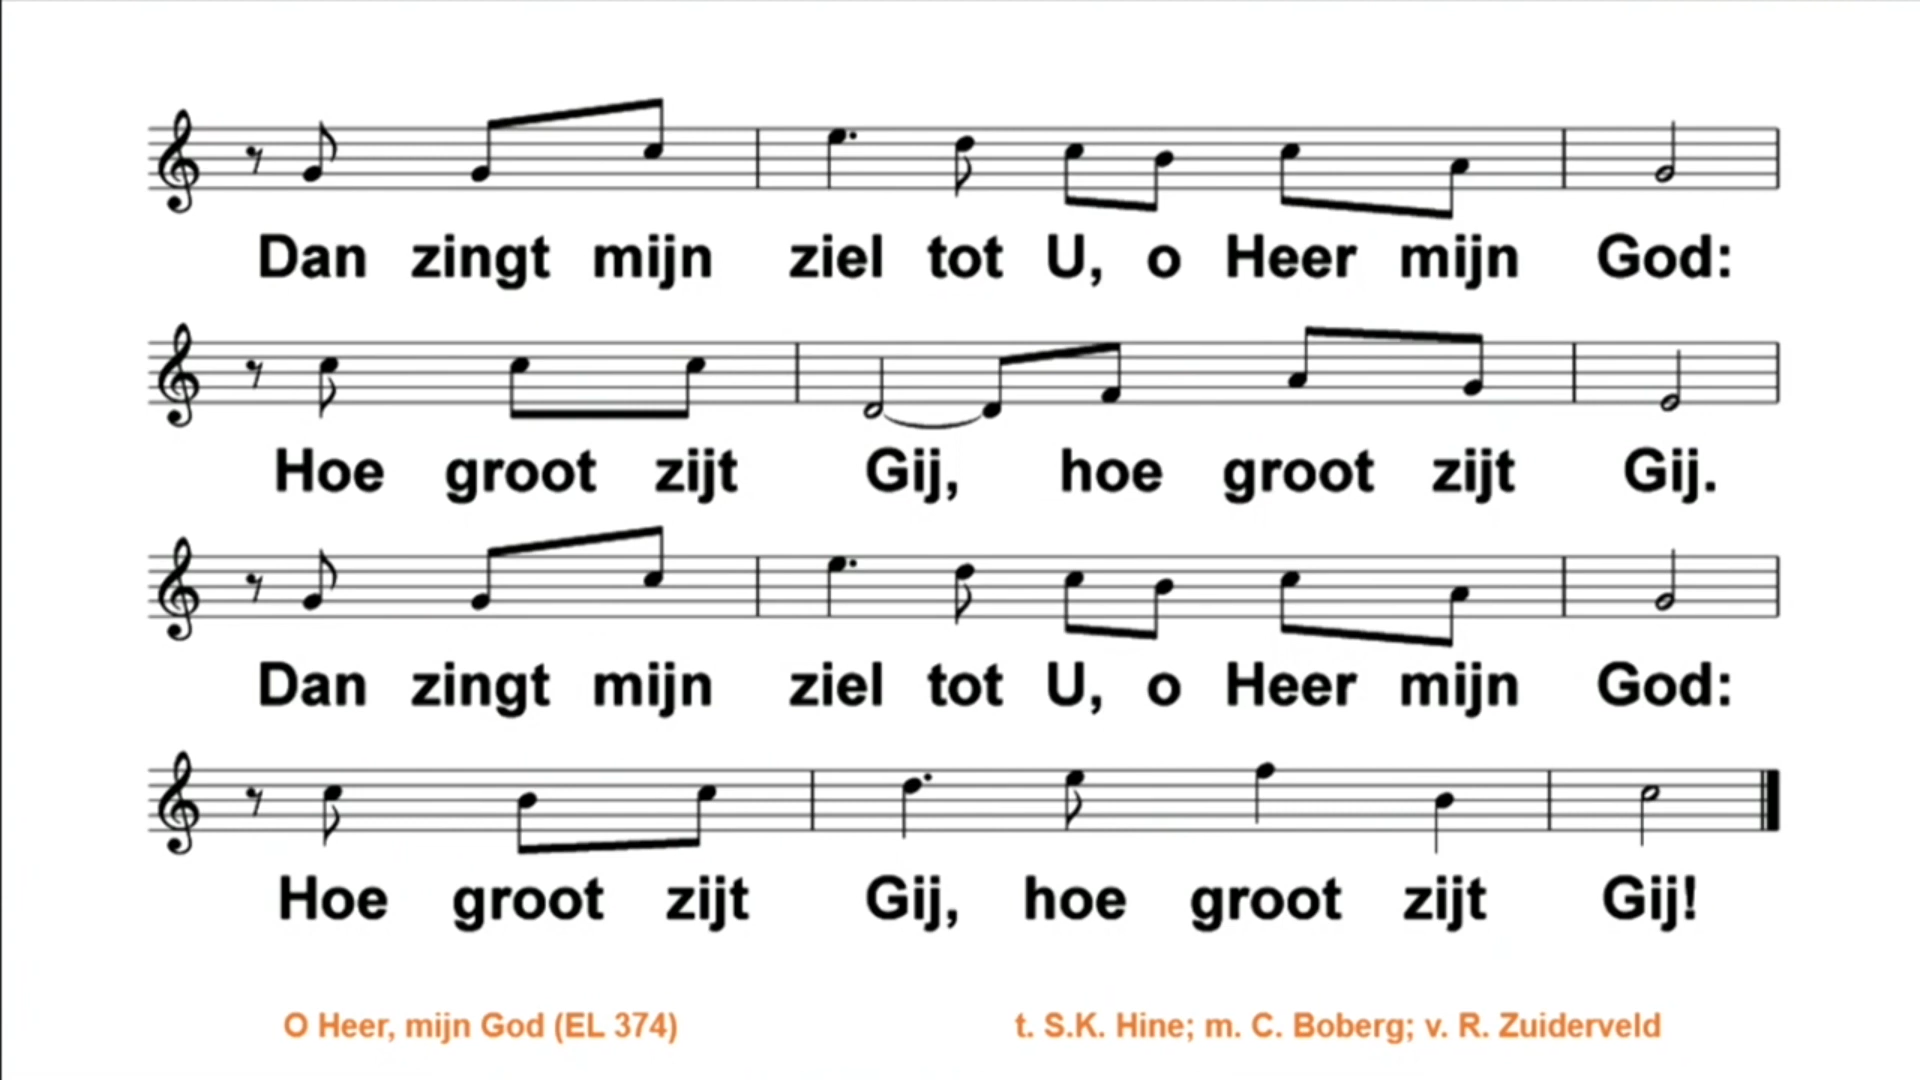 Dan zingt mijn ziel tot U, o Heer mijn God:
Hoe groot zijt Gij, hoe groot zijt Gij.
Dan zingt mijn ziel tot U, o Heer mijn God:
Hoe groot zijt Gij, hoe groot zijt Gij!
O Heer, mijn God (EL 374) t. S.K. Hine; m. C. Boberg; v. R. Zuiderveld